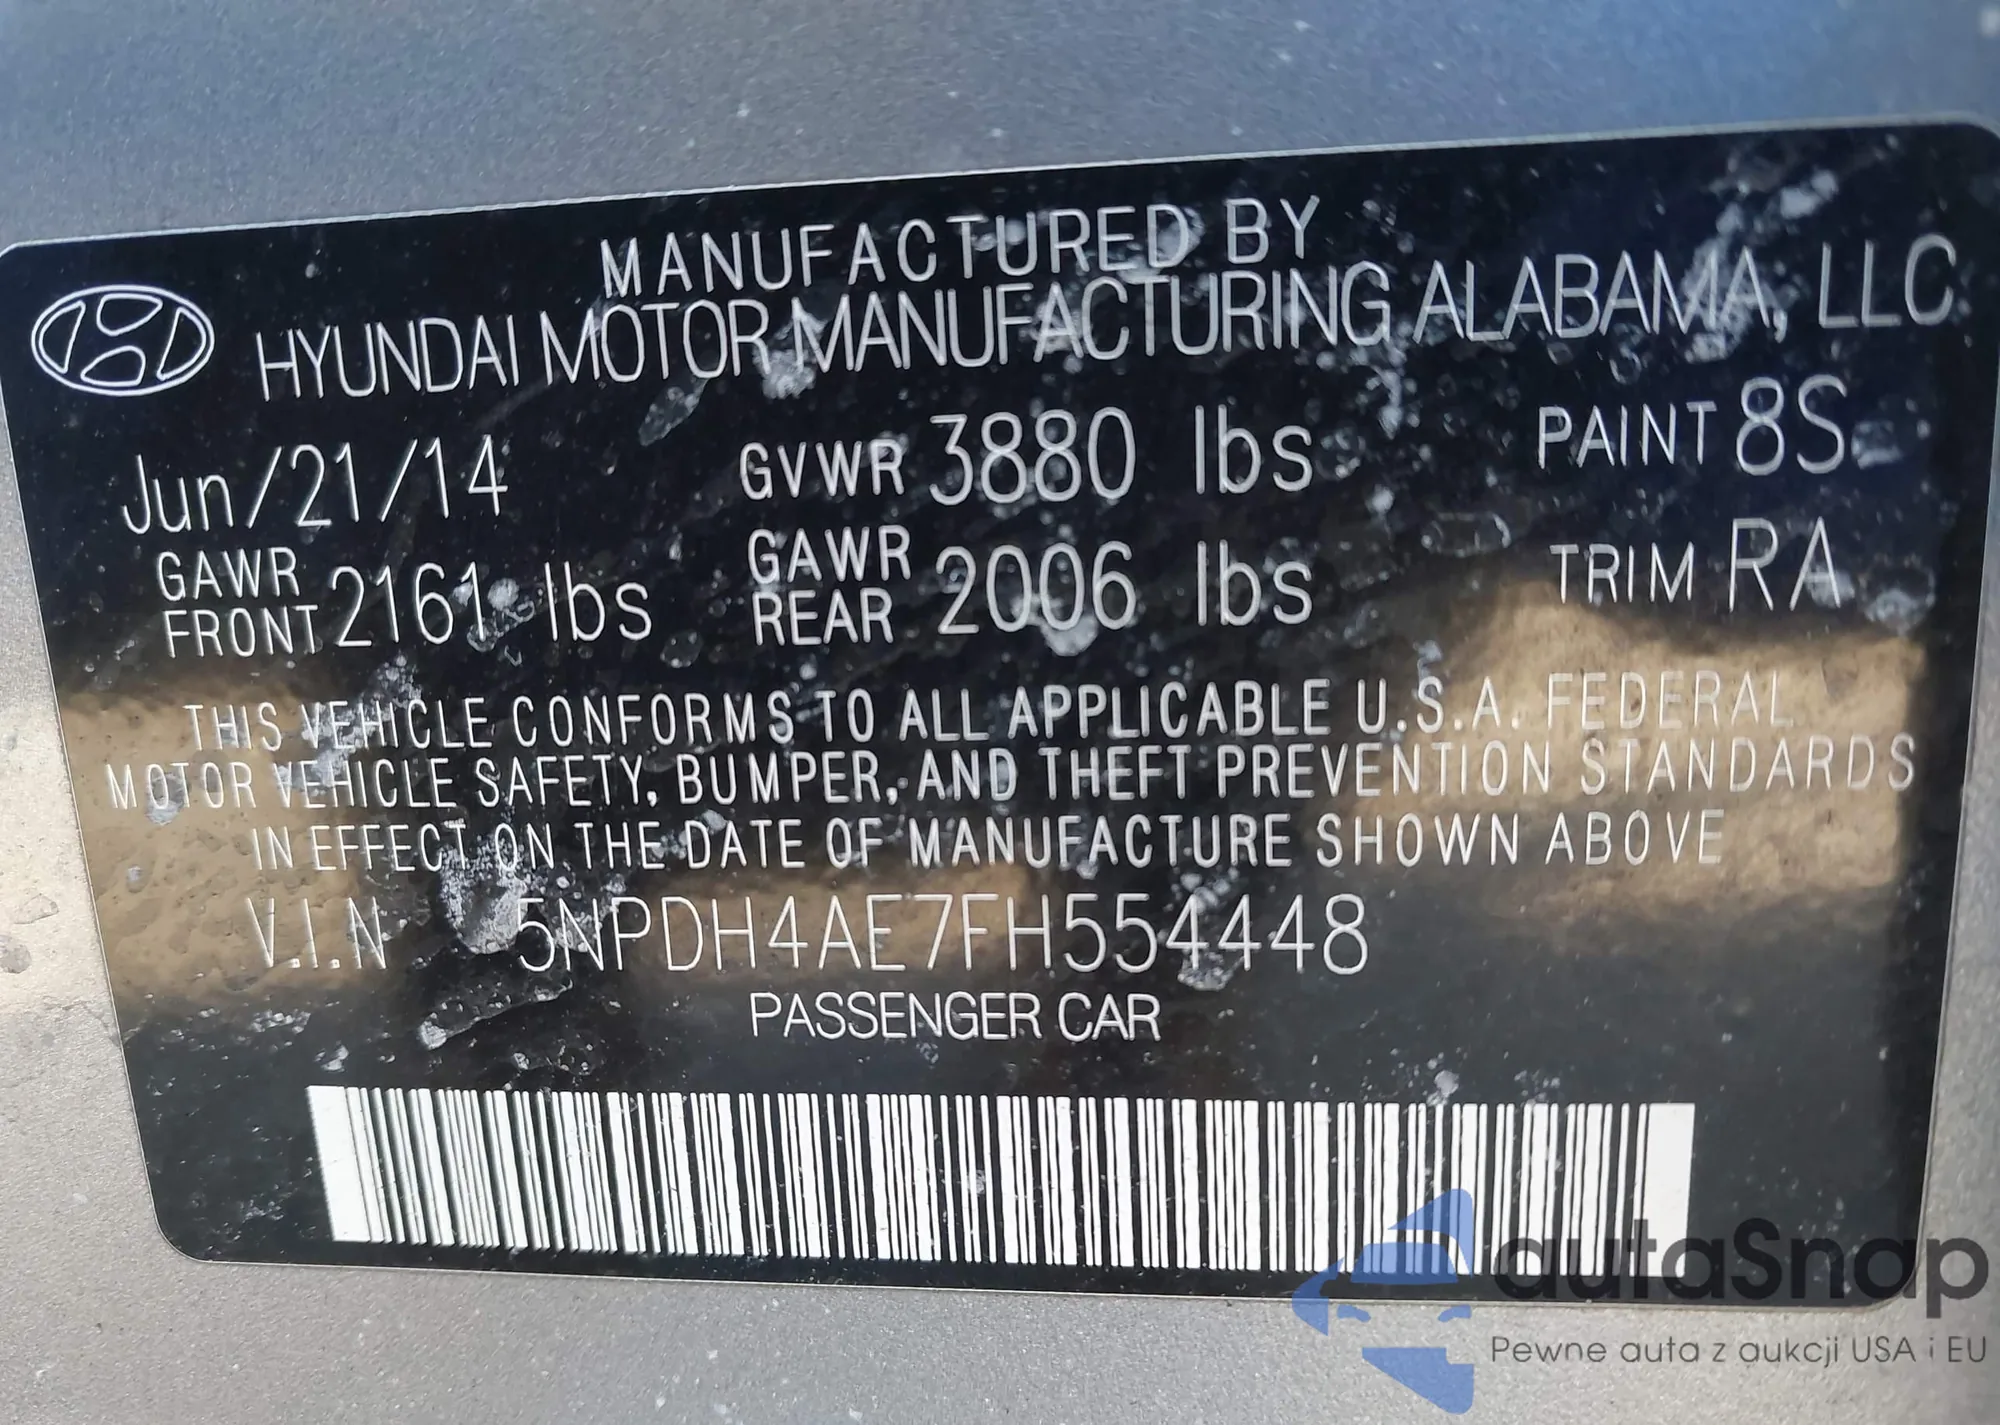 MANUFACTURED BY
HYUNDAI MOTOR MANUFACTURING ALABAMA, LLC
Jun/21/14 GVWR 3880 lbs PAINT 8S
GAWR FRONT 2161 lbs GAWR REAR 2006 lbs TRIM RA
THIS VEHICLE CONFORMS TO ALL APPLICABLE U.S.A. FEDERAL
MOTOR VEHICLE SAFETY, BUMPER, AND THEFT PREVENTION STANDARDS
IN EFFECT ON THE DATE OF MANUFACTURE SHOWN ABOVE
V.I.N. 5NPDH4AE7FH554448
PASSENGER CAR
autaSnap
Pewne auta z aukcji USA i EU